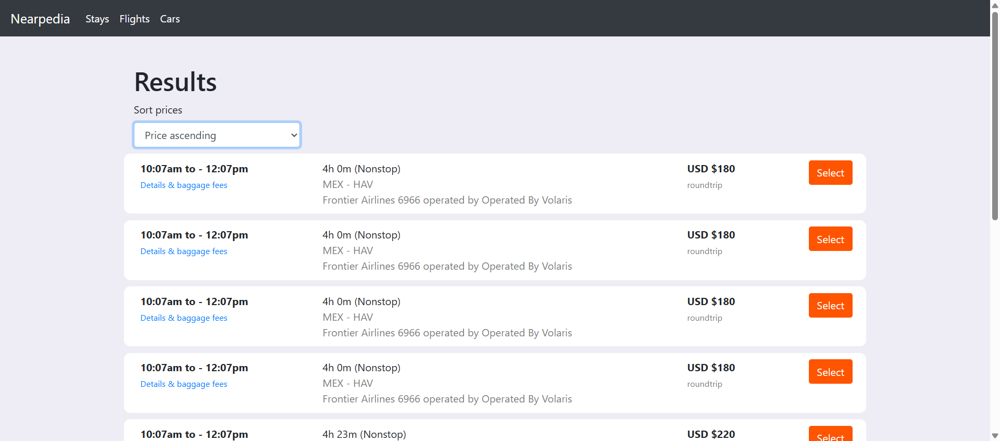 Nearpedia Stays Flights Cars
Results
Sort prices
Price ascending
10:07am to - 12:07pm 4h 0m (Nonstop) USD $180 Select
Details & baggage fees MEX - HAV roundtrip
Frontier Airlines 6966 operated by Operated By Volaris
10:07am to - 12:07pm 4h 0m (Nonstop) USD $180 Select
Details & baggage fees MEX - HAV roundtrip
Frontier Airlines 6966 operated by Operated By Volaris
10:07am to - 12:07pm 4h 0m (Nonstop) USD $180 Select
Details & baggage fees MEX - HAV roundtrip
Frontier Airlines 6966 operated by Operated By Volaris
10:07am to - 12:07pm 4h 0m (Nonstop) USD $180 Select
Details & baggage fees MEX - HAV roundtrip
Frontier Airlines 6966 operated by Operated By Volaris
10:07am to - 12:07pm 4h 23m (Nonstop) USD $220 Select